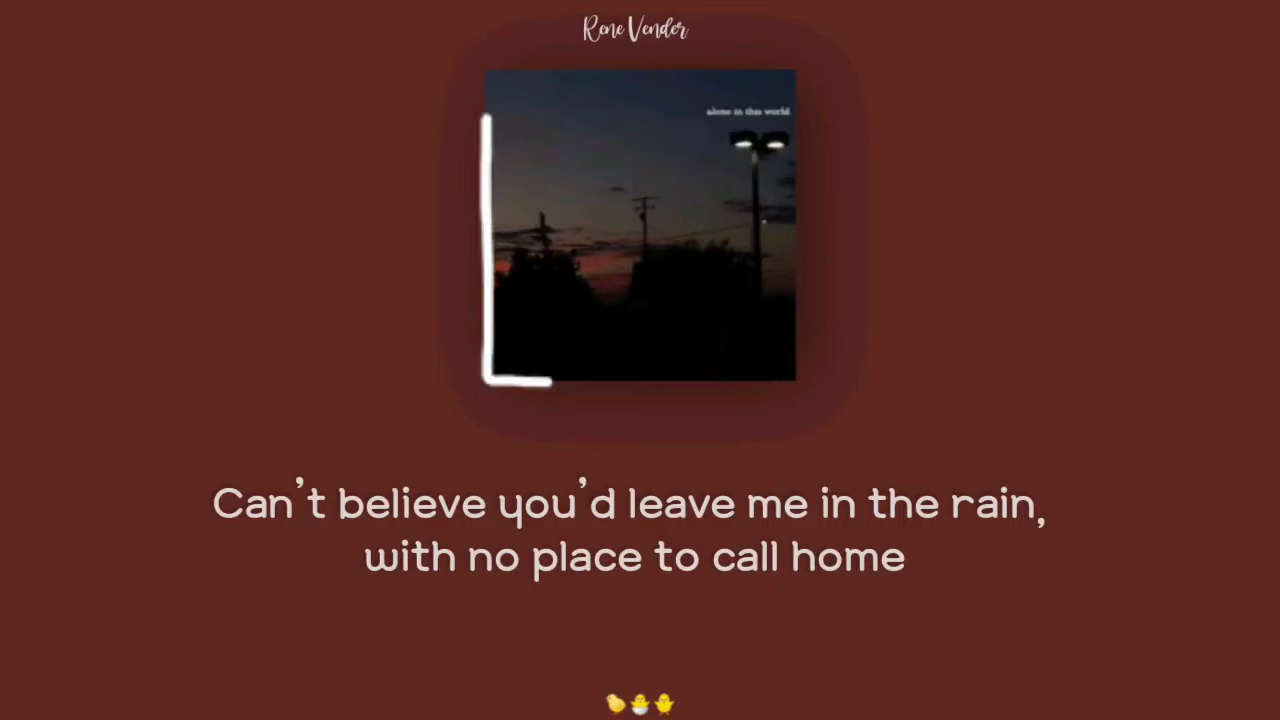 Rene Vender
alone in this world
Can't believe you'd leave me in the rain,
with no place to call home